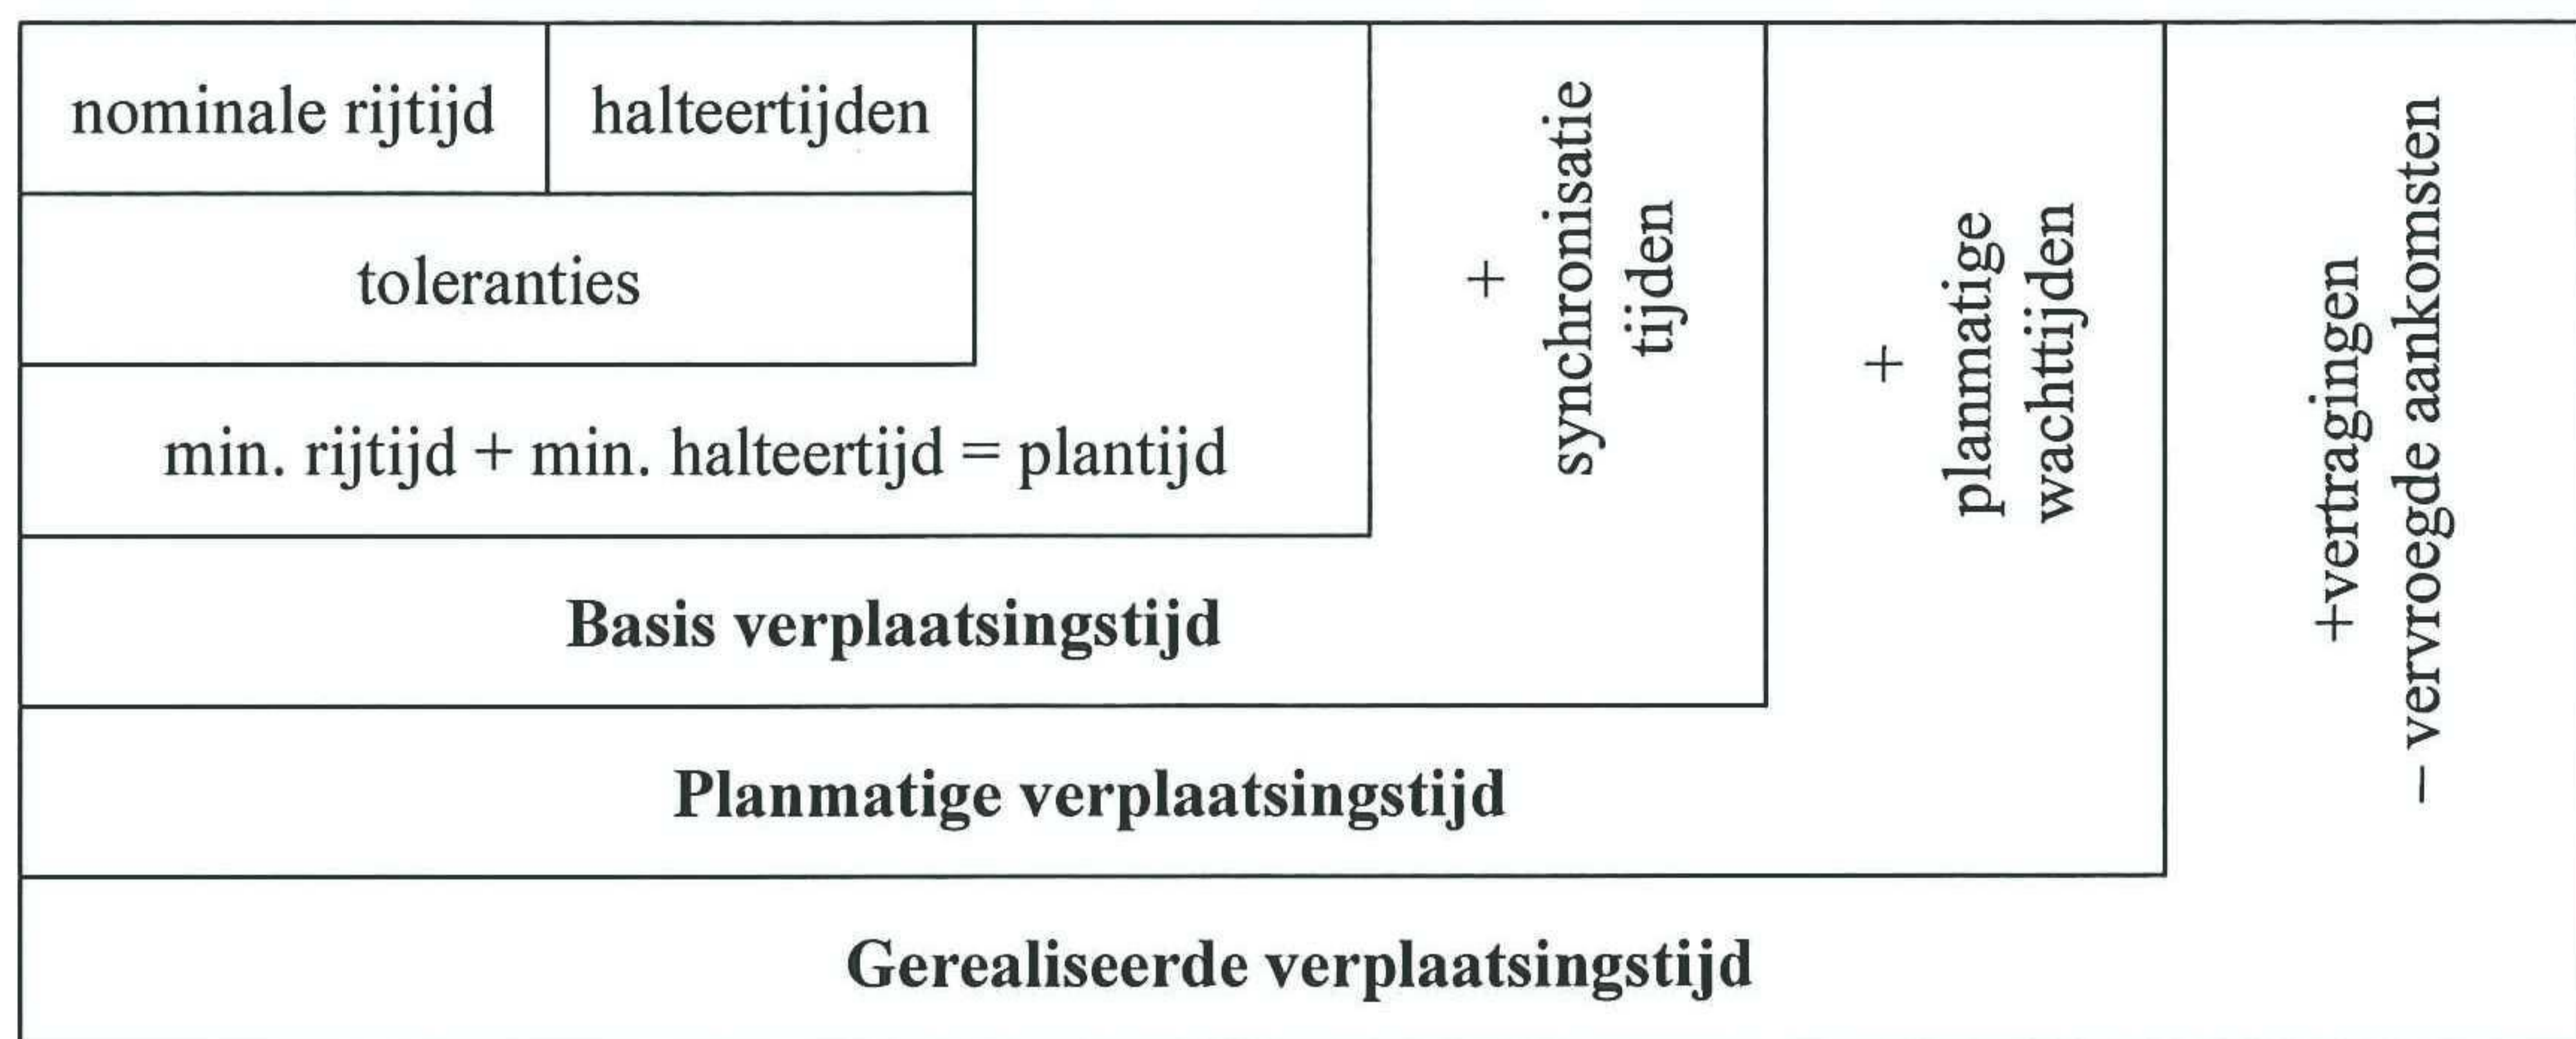 nominale rijtijd
halteertijden
toleranties
min. rijtijd + min. halteertijd = plantijd
+
synchronisatie
tijden
Basis verplaatsingstijd
+
planmatige
wachttijden
Planmatige verplaatsingstijd
+vertragingen
– vervroegde aankomsten
Gerealiseerde verplaatsingstijd